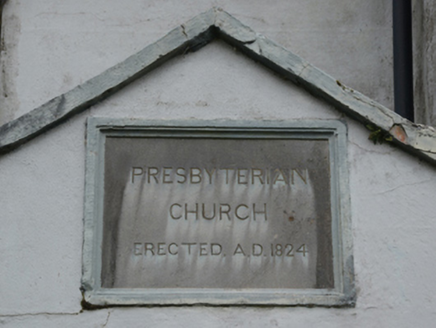 PRESBYTERIAN
CHURCH
ERECTED. A.D. 1824